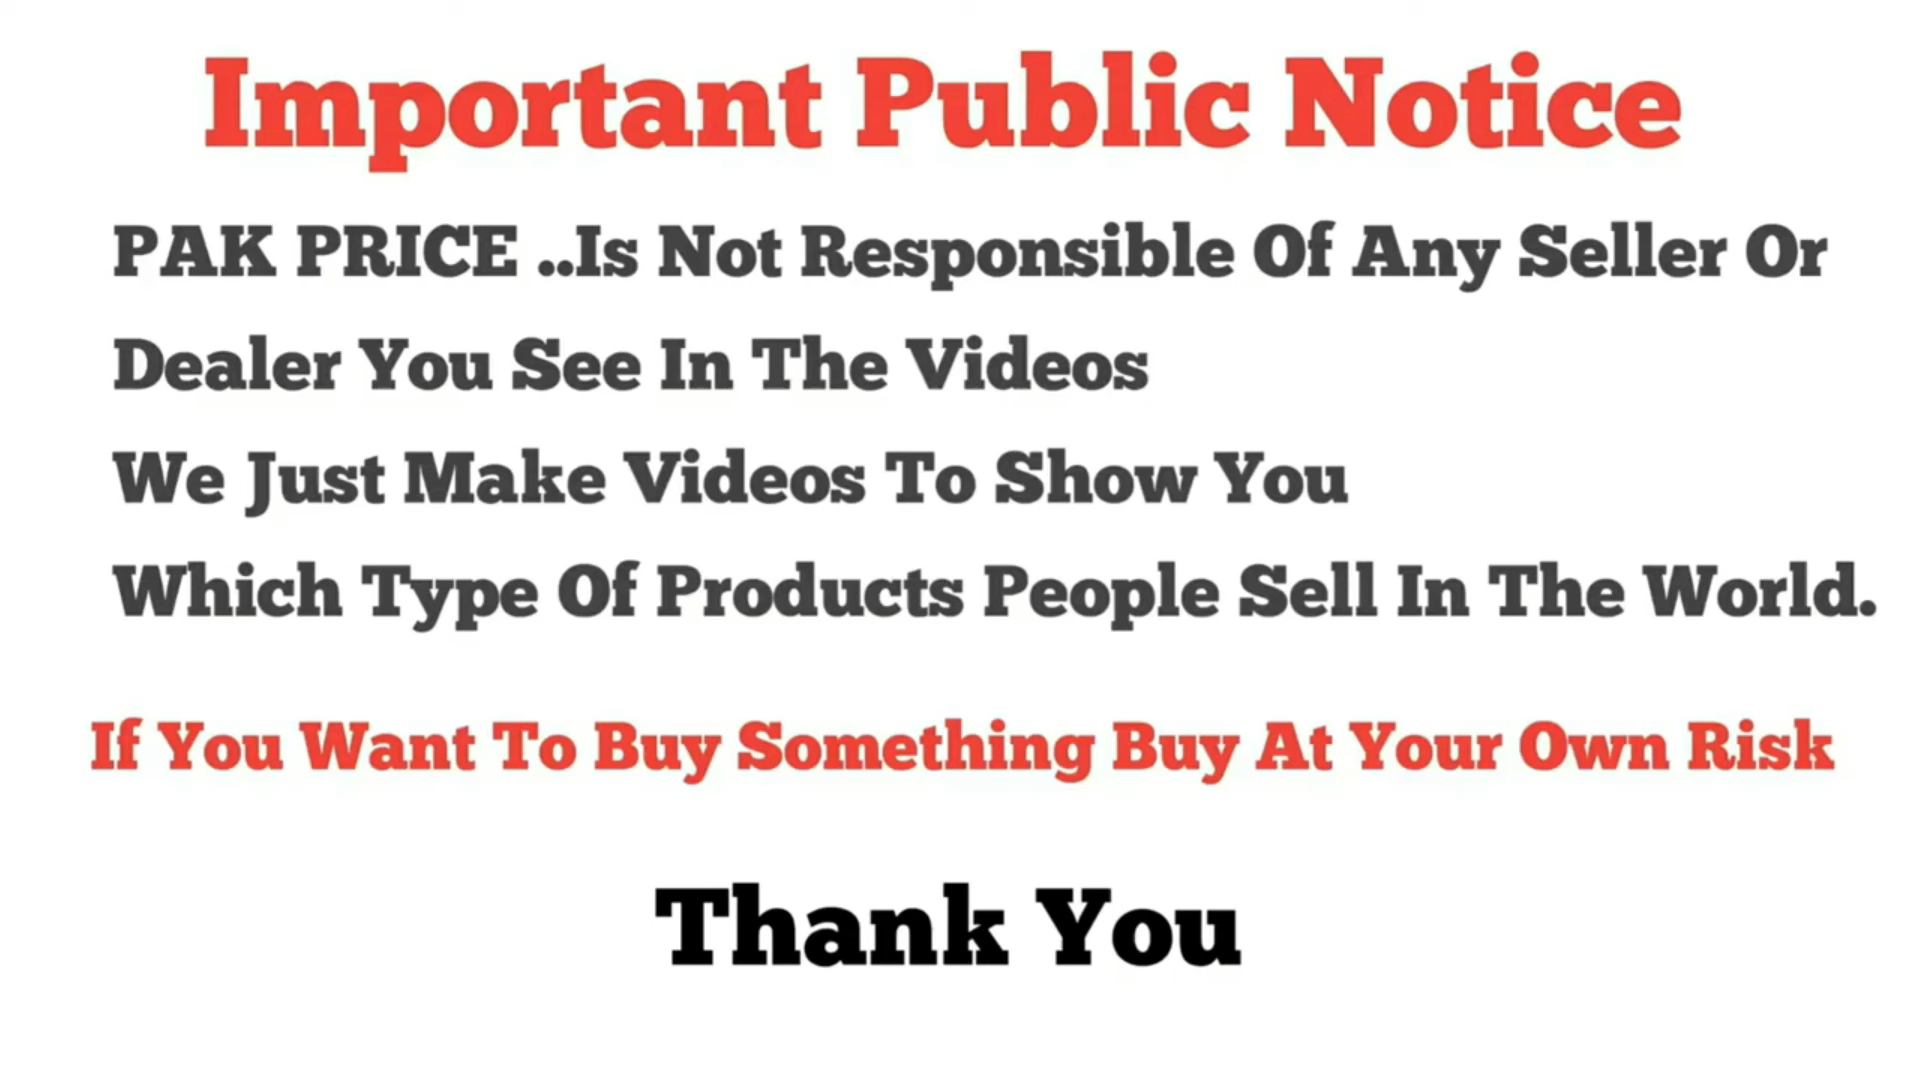 Important Public Notice
PAK PRICE ..Is Not Responsible Of Any Seller Or
Dealer You See In The Videos
We Just Make Videos To Show You
Which Type Of Products People Sell In The World.
If You Want To Buy Something Buy At Your Own Risk
Thank You